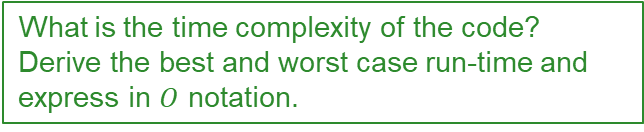 What is the time complexity of the code?
Derive the best and worst case run-time and
express in O notation.